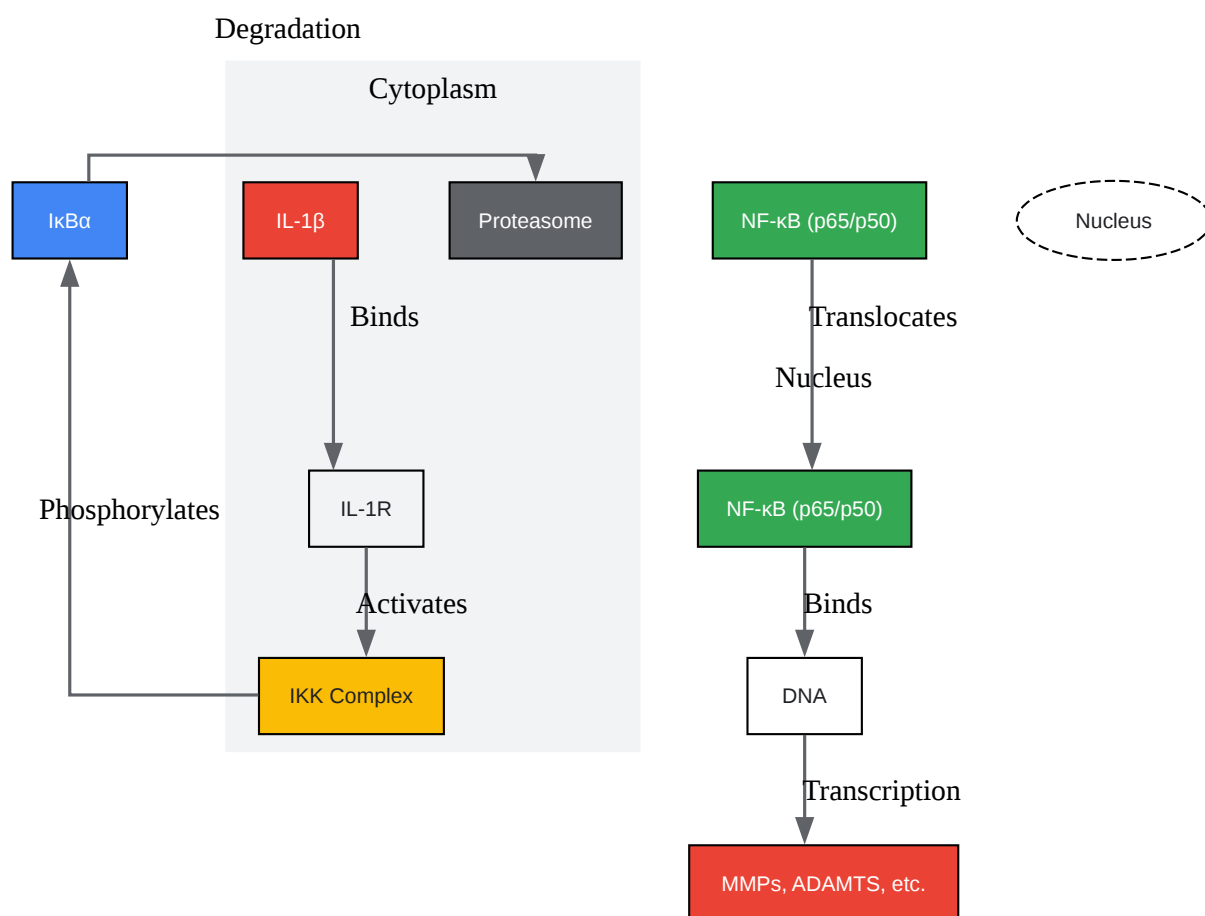 Degradation
Cytoplasm
IκBα
IL-1β
Proteasome
NF-κB (p65/p50)
Nucleus
Binds
Translocates
Nucleus
IL-1R
NF-κB (p65/p50)
Phosphorylates
Activates
Binds
IKK Complex
DNA
Transcription
MMPs, ADAMTS, etc.